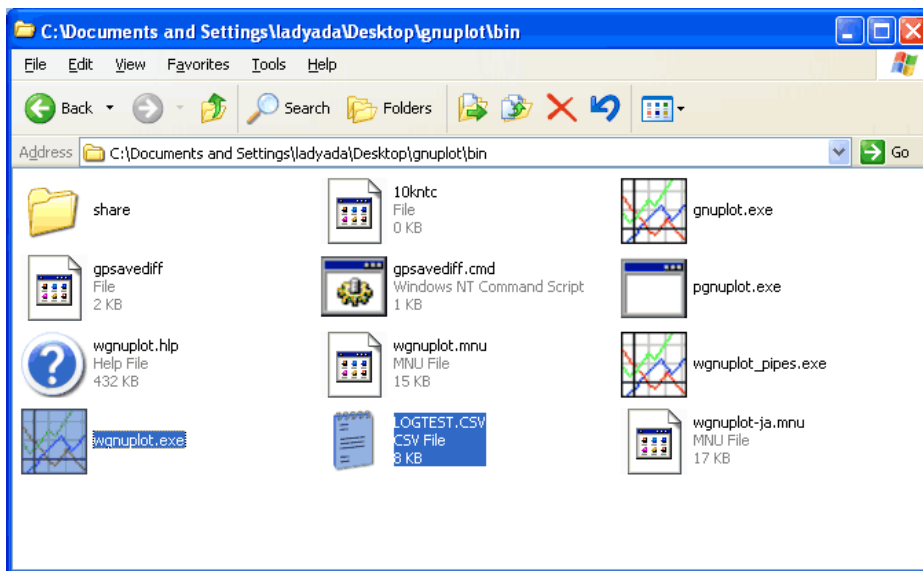 C:\Documents and Settings\ladyada\Desktop\gnuplot\bin
File Edit View Favorites Tools Help
Back Search Folders
Address C:\Documents and Settings\ladyada\Desktop\gnuplot\bin Go
share
10kntc
File
0 KB
gnuplot.exe
gpsavediff
File
2 KB
gpsavediff.cmd
Windows NT Command Script
1 KB
pgnuplot.exe
wgnuplot.hlp
Help File
432 KB
wgnuplot.mnu
MNU File
15 KB
wgnuplot_pipes.exe
wgnuplot.exe
LOGTEST.CSV
CSV File
8 KB
wgnuplot-ja.mnu
MNU File
17 KB